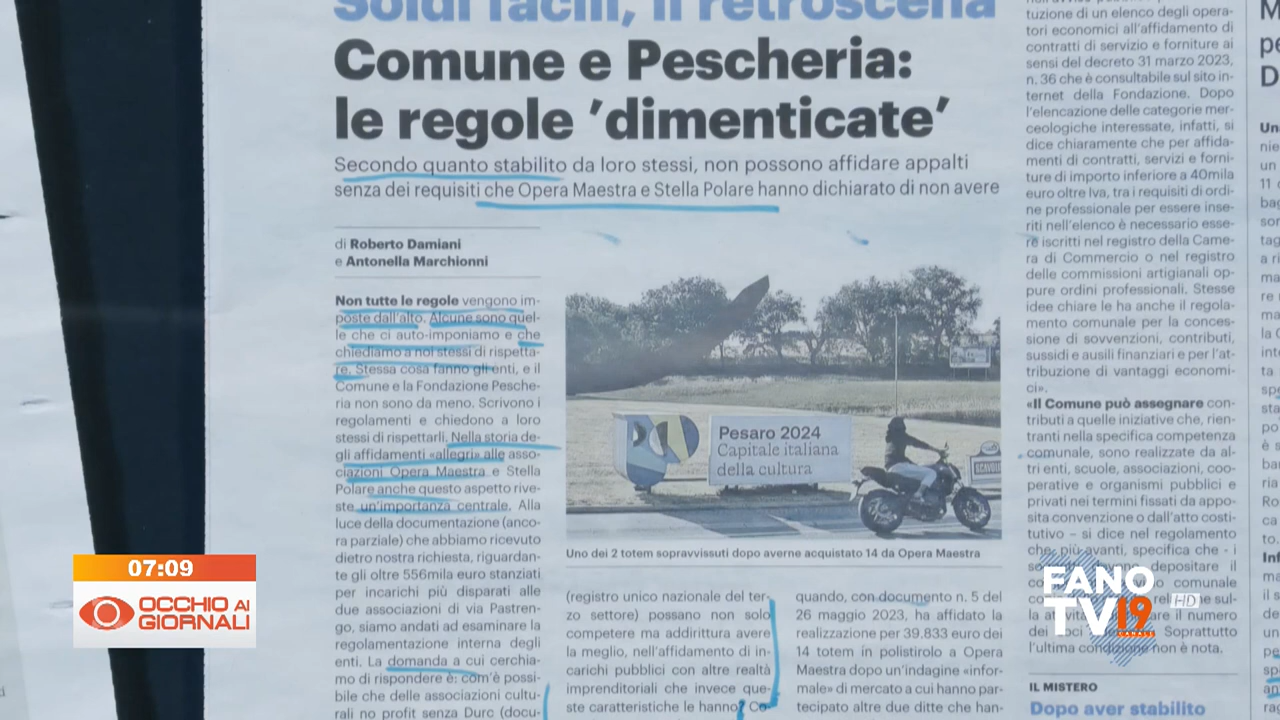 Soldi facili, il retroscena
Comune e Pescheria:
le regole 'dimenticate'
Secondo quanto stabilito da loro stessi, non possono affidare appalti
senza dei requisiti che Opera Maestra e Stella Polare hanno dichiarato di non avere
di Roberto Damiani
e Antonella Marchionni
Non tutte le regole vengono im-
poste dall'alto. Alcune sono quel-
le che ci auto-imponiamo e che
chiediamo a noi stessi di rispetta-
re. Stessa cosa fanno gli enti, e il
Comune e la Fondazione Pesche-
ria non sono da meno. Scrivono i
regolamenti e chiedono a loro
stessi di rispettarli. Nella storia de-
gli affidamenti «allegri» alle asso-
ciazioni Opera Maestra e Stella
Polare anche questo aspetto rive-
ste un'importanza centrale. Alla
luce della documentazione (anco-
ra parziale) che abbiamo ricevuto
dietro nostra richiesta, riguardan-
te gli oltre 556mila euro stanziati
per incarichi più disparati alle
due associazioni di via Pastren-
go, siamo andati ad esaminare la
regolamentazione interna degli
enti. La domanda a cui cerchia-
mo di rispondere è: com'è possi-
bile che delle associazioni cultu-
rali no profit senza Durc (docu-
Pesaro 2024
Capitale italiana
della cultura
Uno dei 2 totem sopravvissuti dopo averne acquistato 14 da Opera Maestra
(registro unico nazionale del ter-
zo settore) possano non solo
competere ma addirittura avere
la meglio, nell'affidamento di in-
carichi pubblici con altre realtà
imprenditoriali che invece que-
ste caratteristiche le hanno? Co-
quando, con documento n. 5 del
26 maggio 2023, ha affidato la
realizzazione per 39.833 euro dei
14 totem in polistirolo a Opera
Maestra dopo un'indagine «infor-
male» di mercato a cui hanno par-
tecipato altre due ditte che han-
tuzione di un elenco degli opera-
tori economici all'affidamento di
contratti di servizio e forniture ai
sensi del decreto 31 marzo 2023,
n. 36 che è consultabile sul sito in-
ternet della Fondazione. Dopo
l'elencazione delle categorie mer-
ceologiche interessate, infatti, si
dice chiaramente che per affida-
menti di contratti, servizi e forni-
ture di importo inferiore a 40mila
euro oltre Iva, tra i requisiti di ordi-
ne professionale per essere inse-
riti nell'elenco è necessario esse-
re iscritti nel registro della Came-
ra di Commercio o nel registro
delle commissioni artigianali op-
pure ordini professionali. Stesse
idee chiare le ha anche il regola-
mento comunale per la conces-
sione di sovvenzioni, contributi,
sussidi e ausili finanziari e per l'at-
tribuzione di vantaggi economi-
ci».
«Il Comune può assegnare con-
tributi a quelle iniziative che, rien-
tranti nella specifica competenza
comunale, sono realizzate da al-
tri enti, scuole, associazioni, coo-
perative e organismi pubblici e
privati nei termini fissati da appo-
sita convenzione o dall'atto costi-
tutivo – si dice nel regolamento
che, più avanti, specifica che - i
depositare il
comunale
il numero
dei soci Soprattutto
l'ultima condizione non è nota.
IL MISTERO
Dopo aver stabilito
07:09
OCCHIO AI
GIORNALI
FANO
TV 19
HD